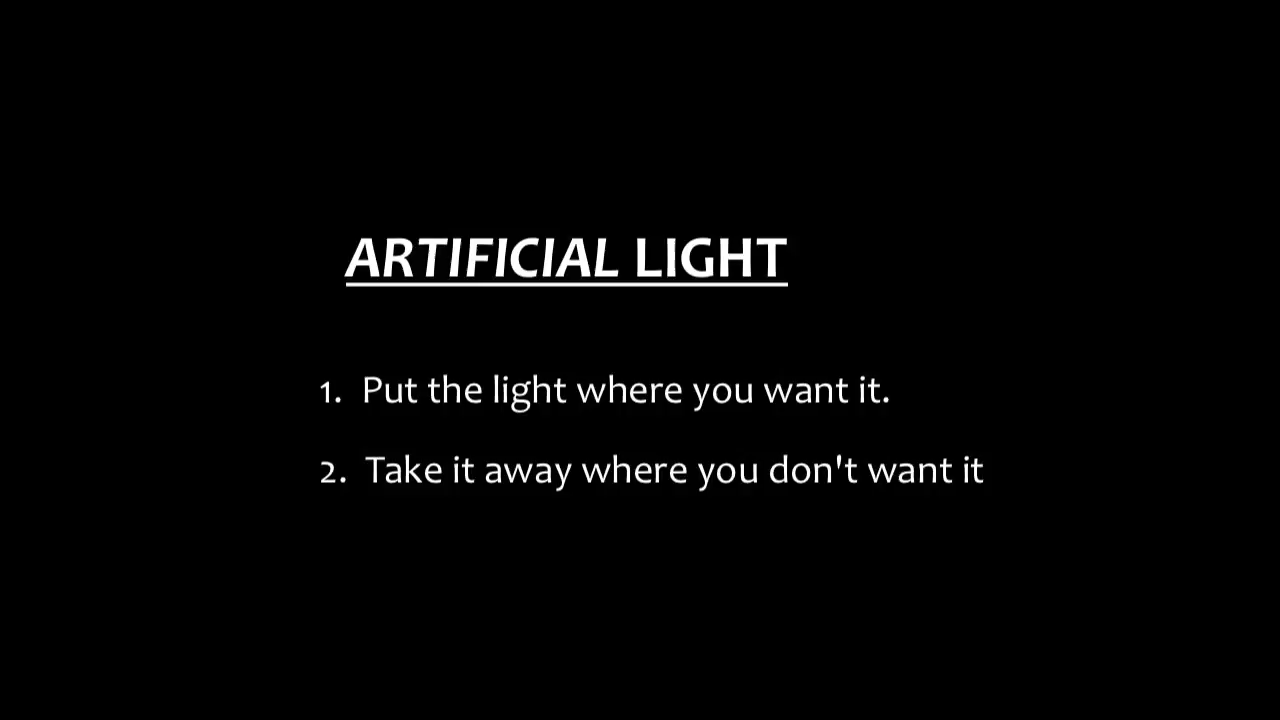 ARTIFICIAL LIGHT
1. Put the light where you want it.
2. Take it away where you don't want it